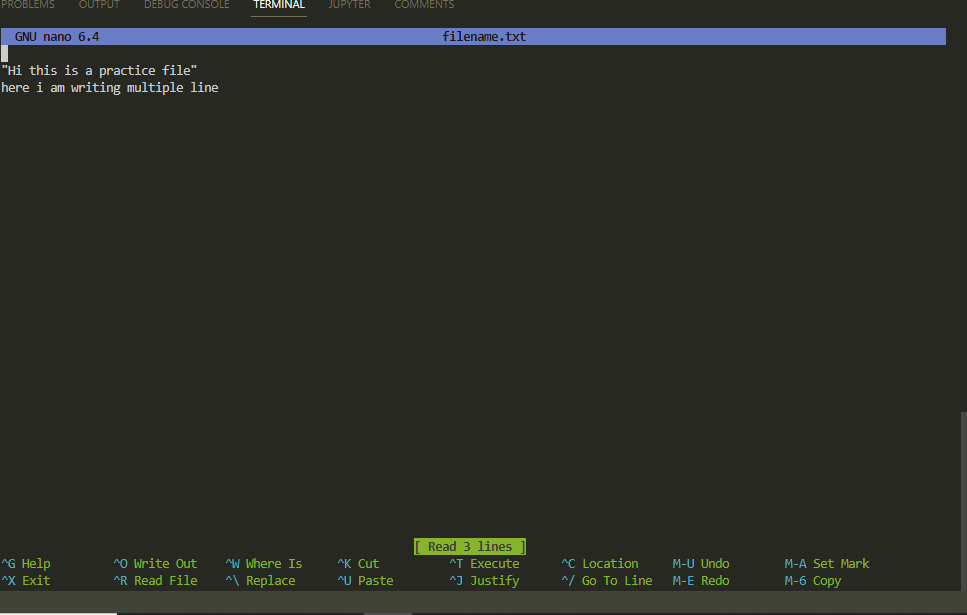 PROBLEMS OUTPUT DEBUG CONSOLE TERMINAL JUPYTER COMMENTS
GNU nano 6.4 filename.txt
"Hi this is a practice file"
here i am writing multiple line
[ Read 3 lines ]
^G Help ^O Write Out ^W Where Is ^K Cut ^T Execute ^C Location M-U Undo M-A Set Mark
^X Exit ^R Read File ^\ Replace ^U Paste ^J Justify ^/ Go To Line M-E Redo M-6 Copy